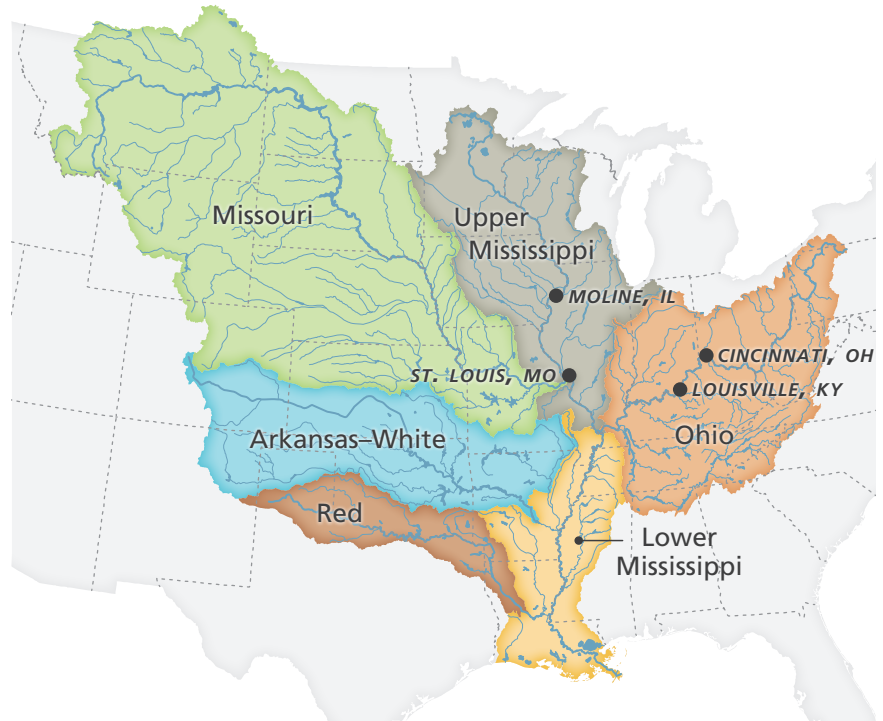 Missouri
Upper
Mississippi
MOLINE, IL
CINCINNATI, OH
ST. LOUIS, MO
LOUISVILLE, KY
Arkansas–White
Ohio
Red
Lower
Mississippi